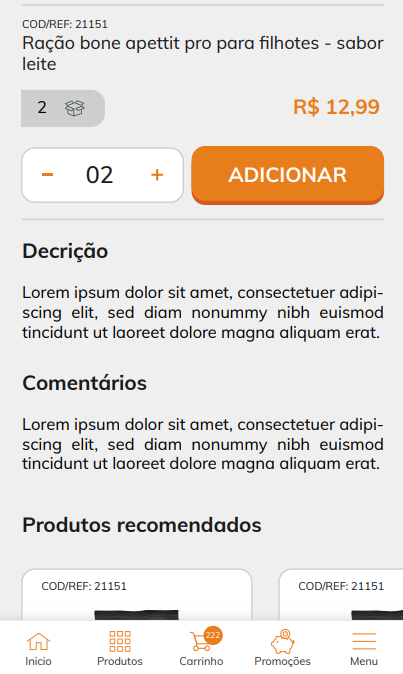 COD/REF: 21151
Ração bone apettit pro para filhotes - sabor
leite
2
R$ 12,99
− 02 +
ADICIONAR
Decrição
Lorem ipsum dolor sit amet, consectetuer adipi-
scing elit, sed diam nonummy nibh euismod
tincidunt ut laoreet dolore magna aliquam erat.
Comentários
Lorem ipsum dolor sit amet, consectetuer adipi-
scing elit, sed diam nonummy nibh euismod
tincidunt ut laoreet dolore magna aliquam erat.
Produtos recomendados
COD/REF: 21151
COD/REF: 21151
222
Inicio
Produtos
Carrinho
Promoções
Menu